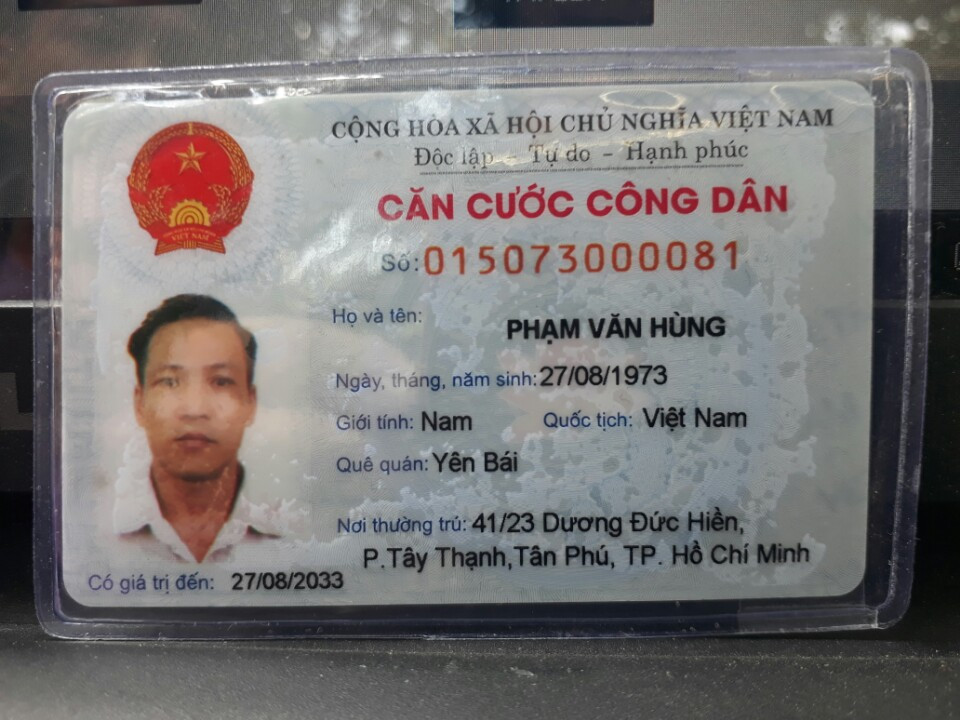 CỘNG HÒA XÃ HỘI CHỦ NGHĨA VIỆT NAM
Độc lập - Tự do - Hạnh phúc
CĂN CƯỚC CÔNG DÂN
Số: 015073000081
Họ và tên:
PHẠM VĂN HÙNG
Ngày, tháng, năm sinh: 27/08/1973
Giới tính: Nam Quốc tịch: Việt Nam
Quê quán: Yên Bái
Nơi thường trú: 41/23 Dương Đức Hiền,
P.Tây Thạnh,Tân Phú, TP. Hồ Chí Minh
Có giá trị đến: 27/08/2033
VIỆT NAM